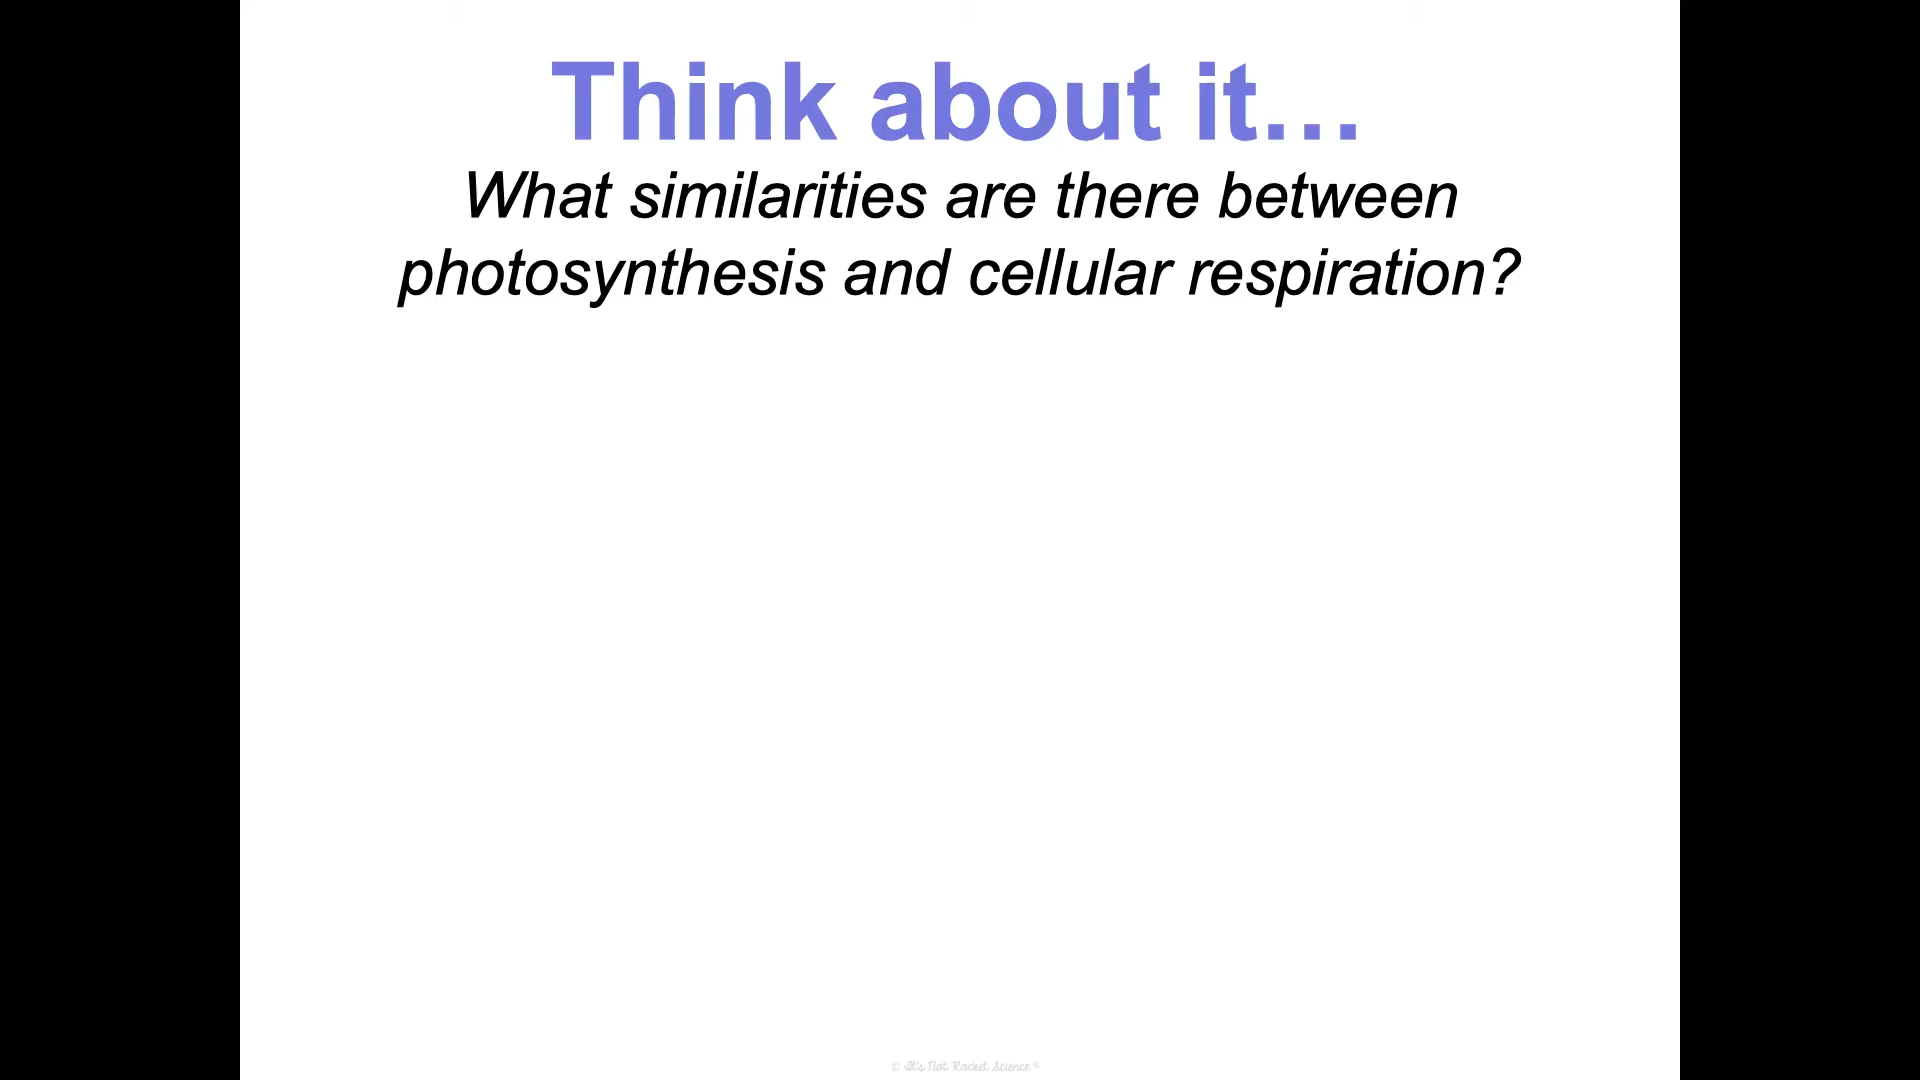 Think about it…
What similarities are there between
photosynthesis and cellular respiration?
© It's Not Rocket Science®